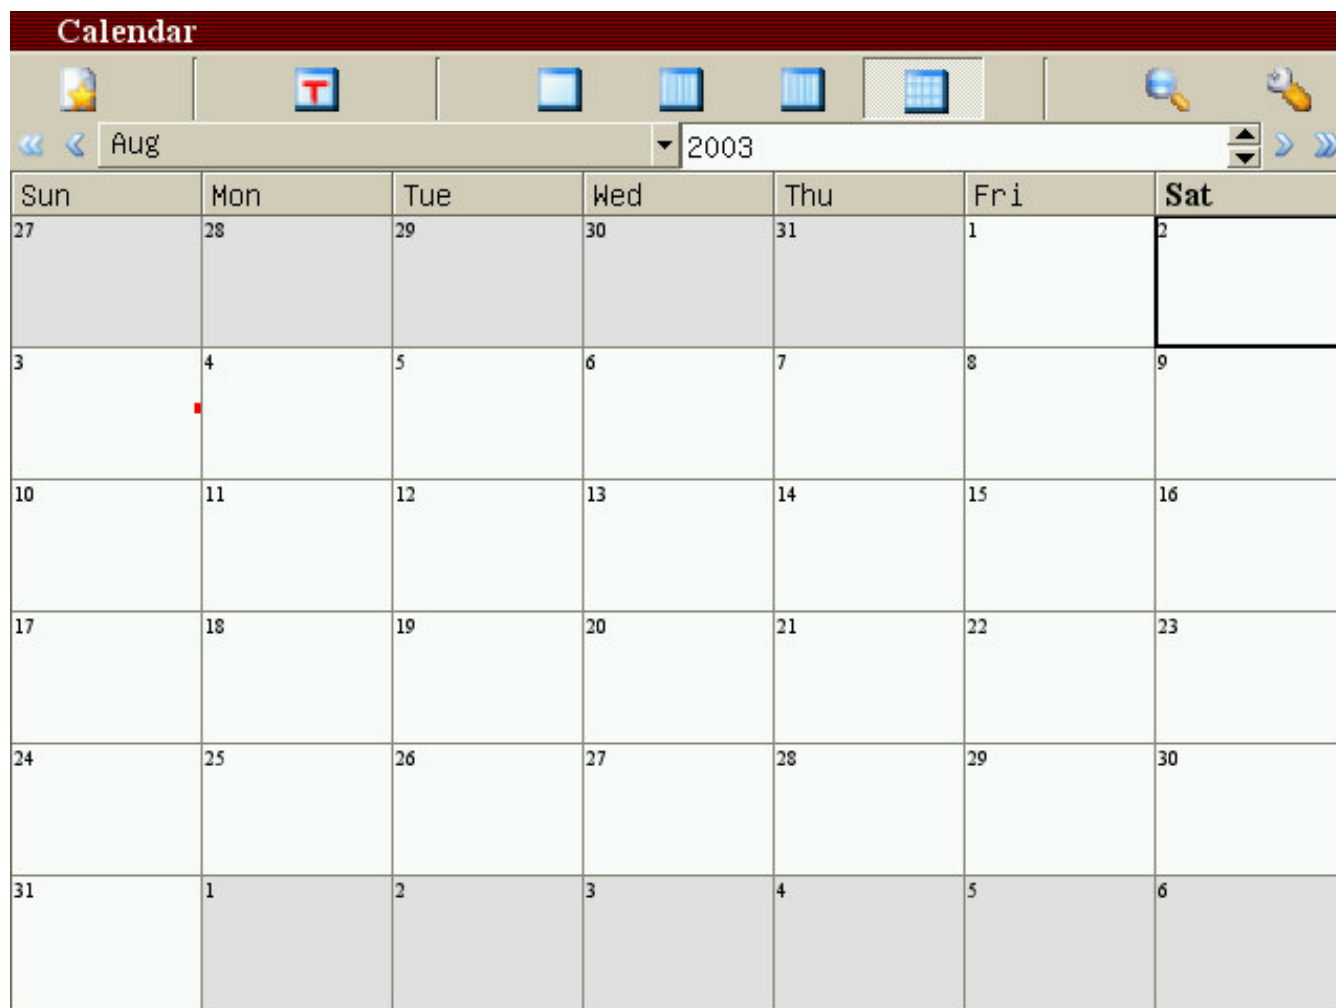 Calendar
T
Aug 2003
Sun Mon Tue Wed Thu Fri Sat
27 28 29 30 31 1 2
3 4 5 6 7 8 9
10 11 12 13 14 15 16
17 18 19 20 21 22 23
24 25 26 27 28 29 30
31 1 2 3 4 5 6